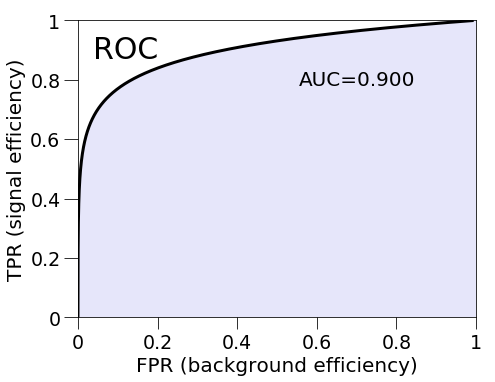 ROC
AUC=0.900
TPR (signal efficiency)
1
0.8
0.6
0.4
0.2
0
0 0.2 0.4 0.6 0.8 1
FPR (background efficiency)